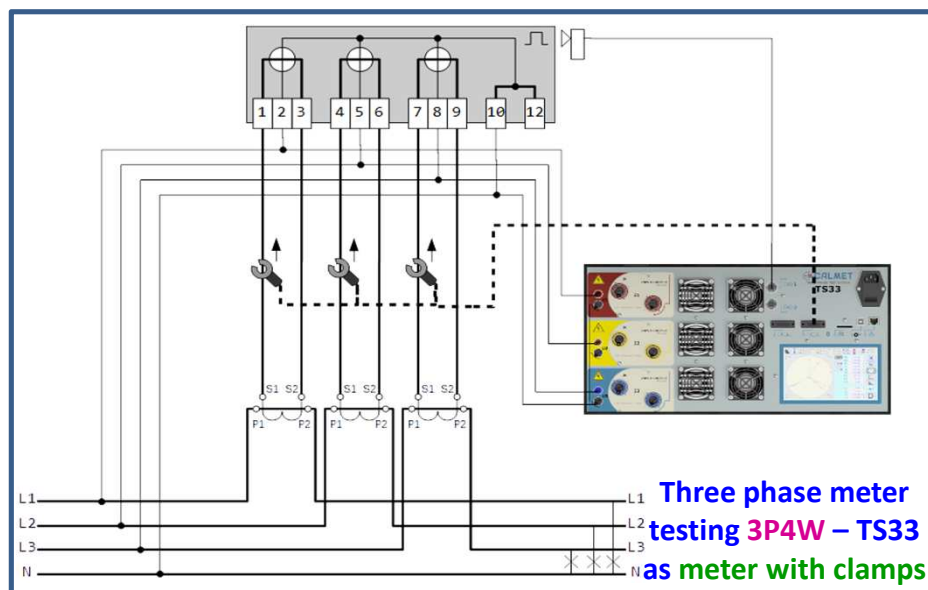 1 2 3 4 5 6 7 8 9 10 12
CALMET
TS33
S1 S2 S1 S2 S1 S2
P1 P2 P1 P2 P1 P2
L1 L1
L2 L2
L3 L3
N N
Three phase meter
testing 3P4W – TS33
as meter with clamps